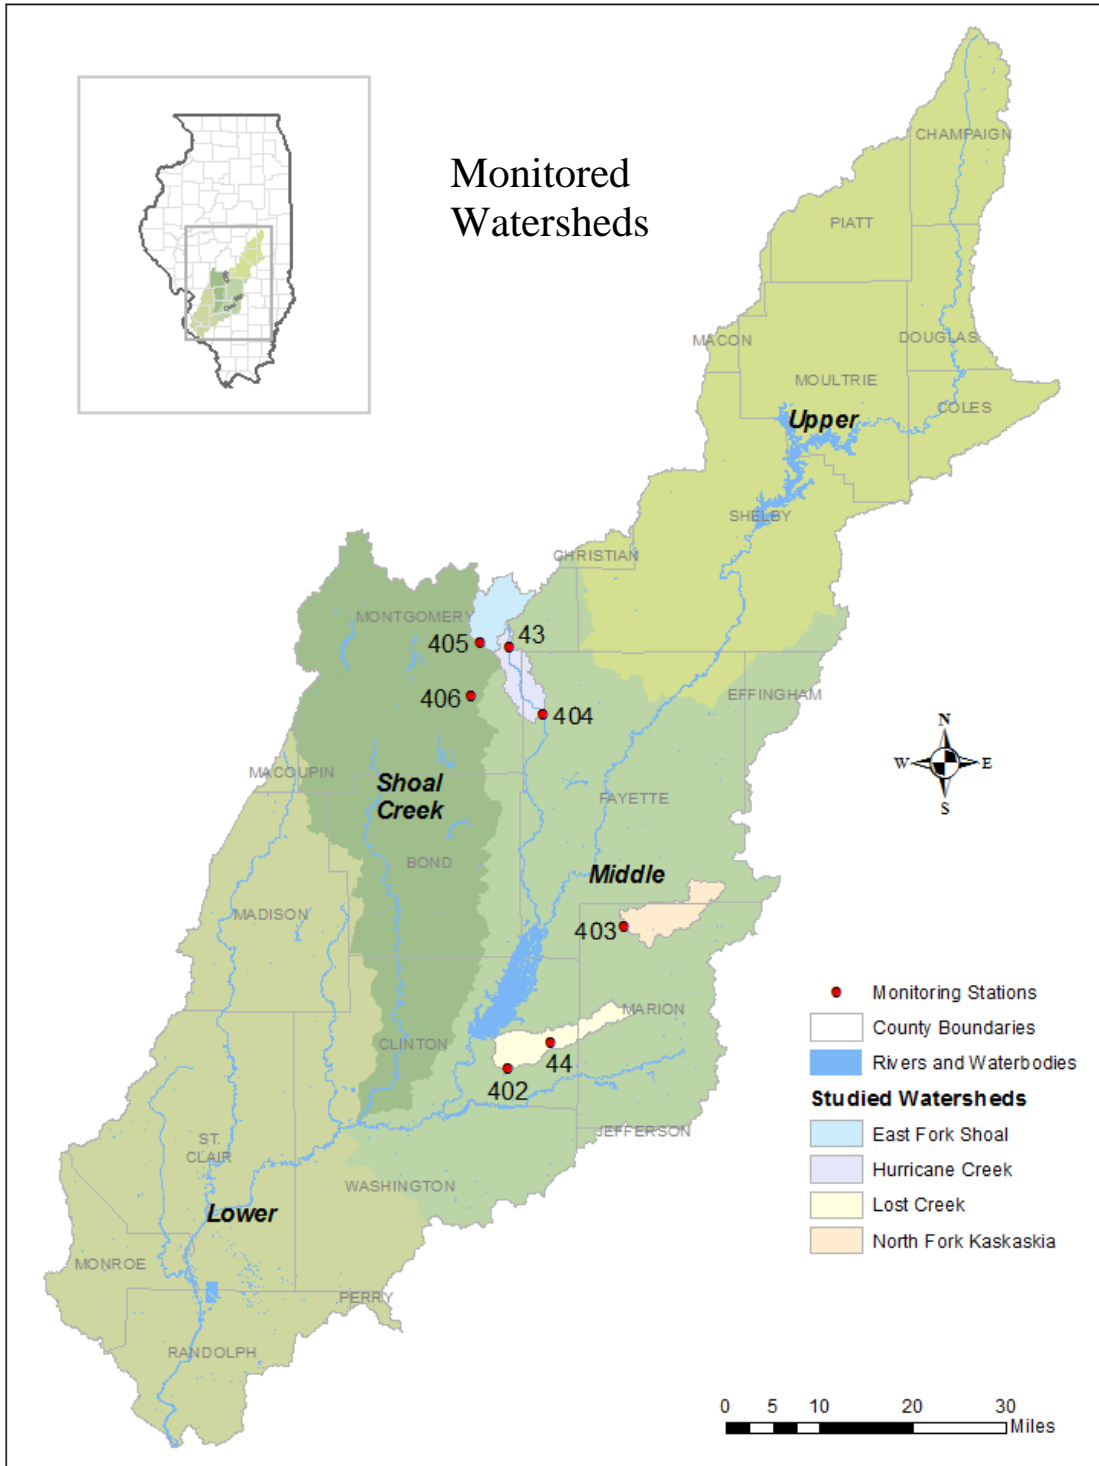 Monitored
Watersheds
CHAMPAIGN
PIATT
MACON
DOUGLAS
MOULTRIE
COLES
Upper
SHELBY
CHRISTIAN
MONTGOMERY
405
43
406
404
EFFINGHAM
N
W
E
S
MACOUPIN
Shoal
Creek
FAYETTE
BOND
Middle
MADISON
403
MARION
CLINTON
44
402
JEFFERSON
ST.
CLAIR
WASHINGTON
Lower
MONROE
PERRY
RANDOLPH
Monitoring Stations
County Boundaries
Rivers and Waterbodies
Studied Watersheds
East Fork Shoal
Hurricane Creek
Lost Creek
North Fork Kaskaskia
0 5 10 20 30
Miles